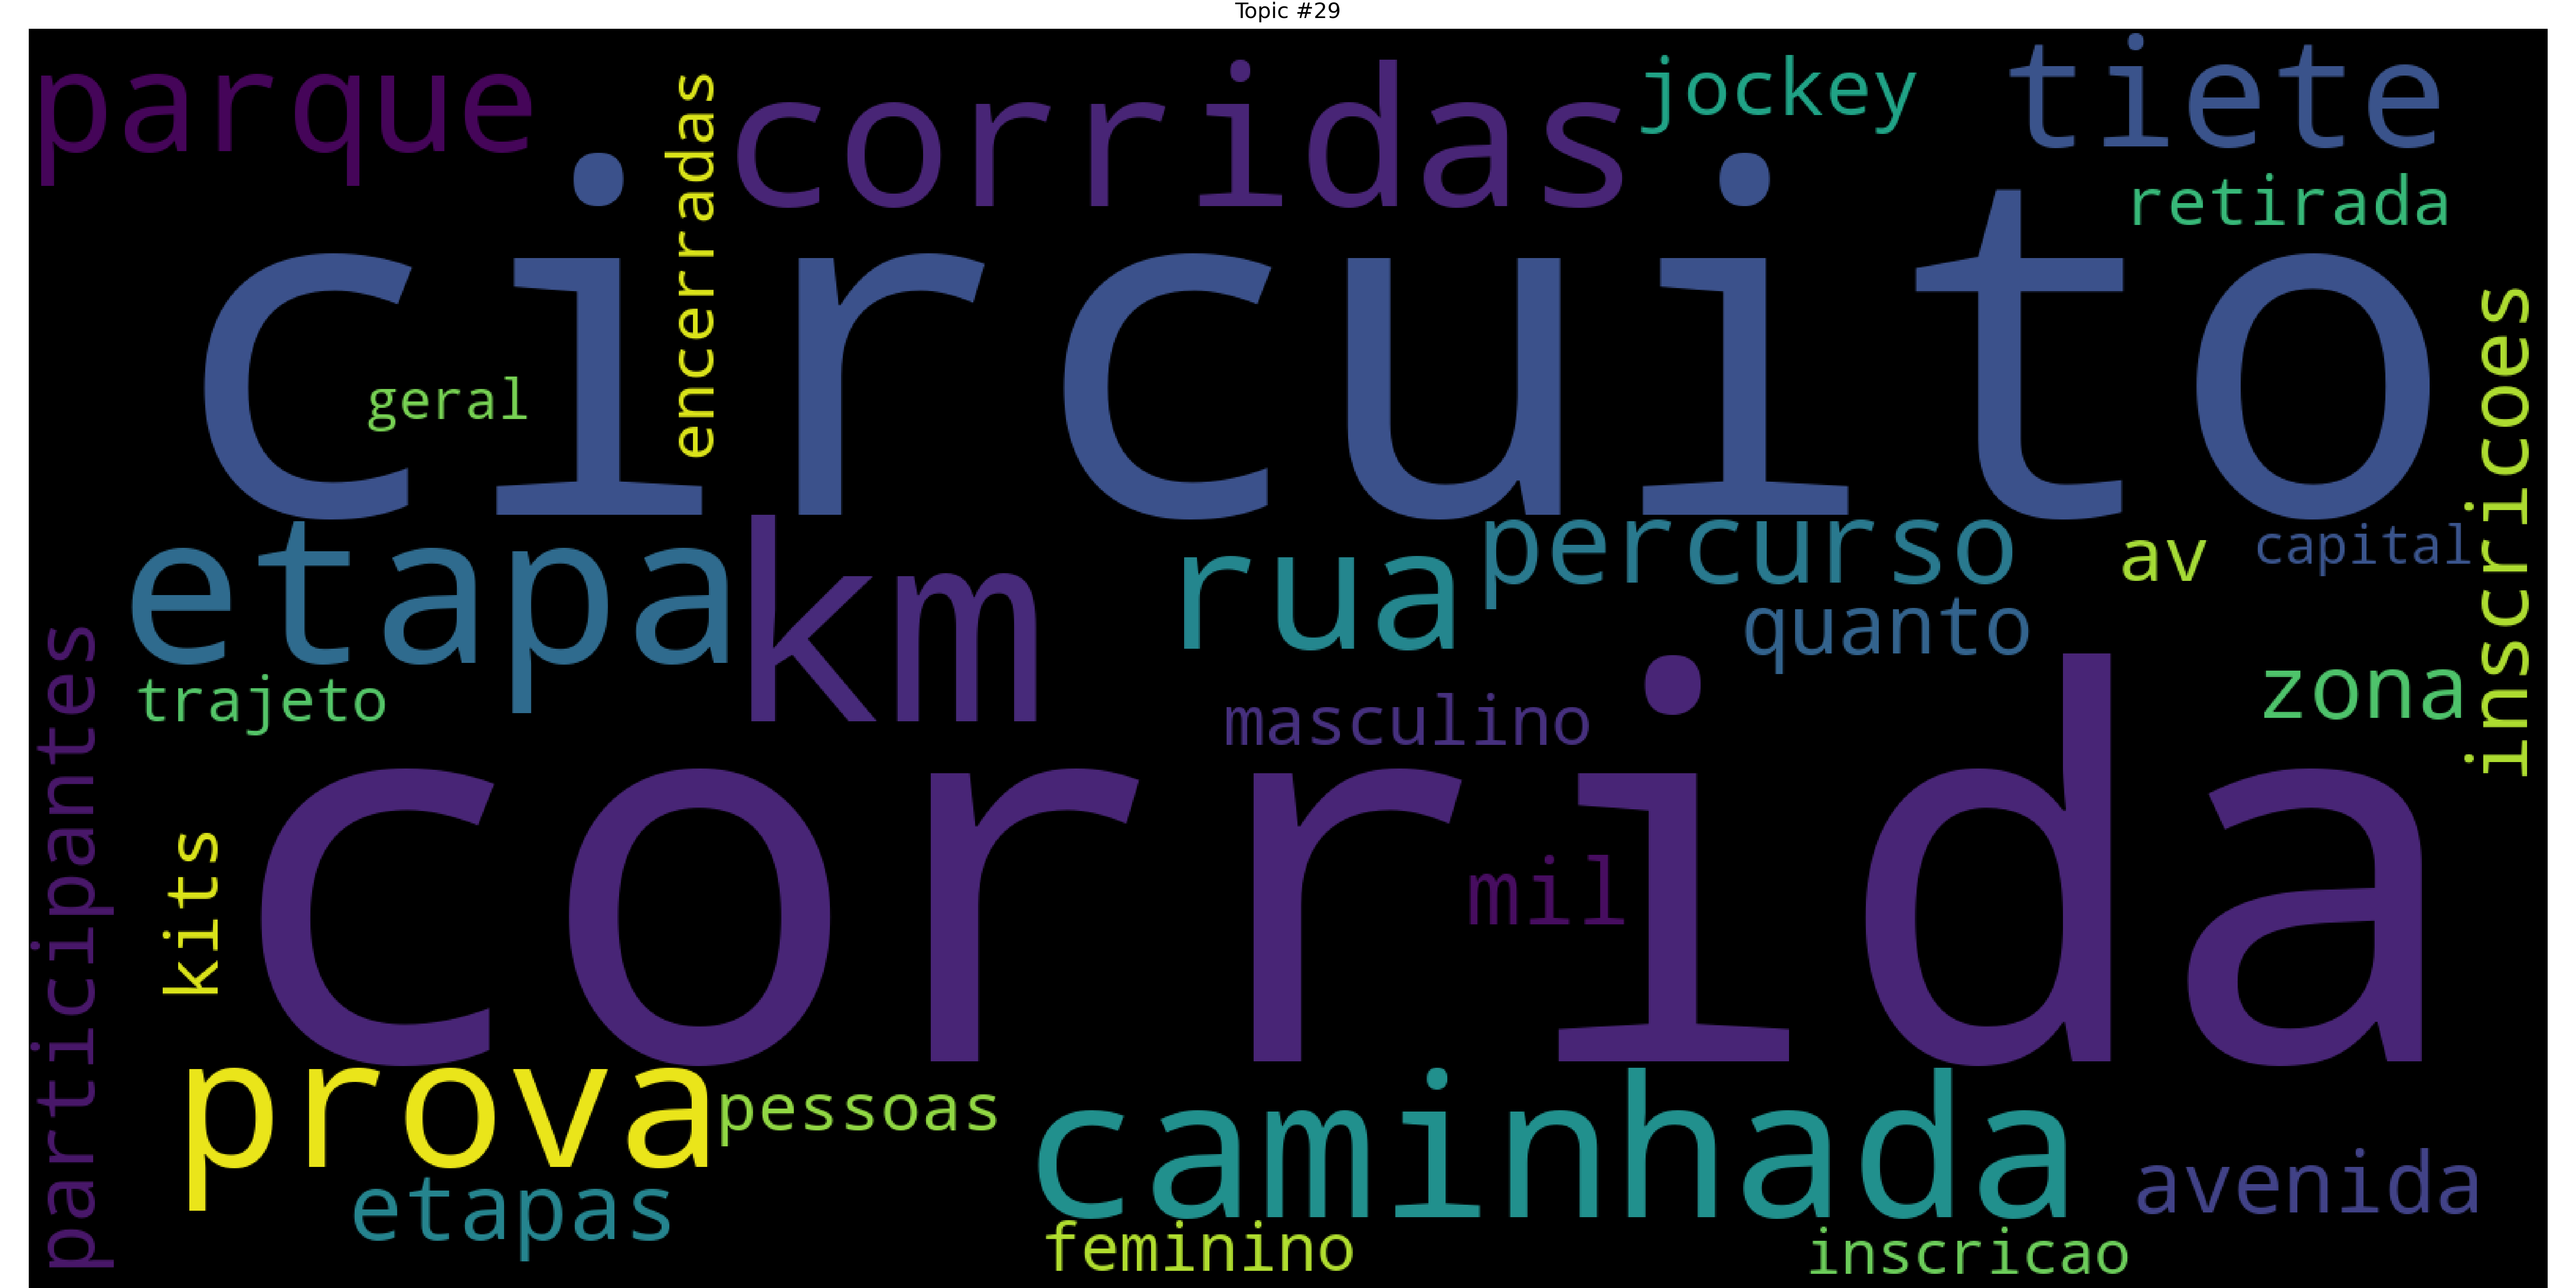 Topic #29
parque
encerradas
corridas
jockey
tiete
retirada
circuito
geral
inscricoes
etapa
km
rua
percurso
av
capital
quanto
trajeto
masculino
zona
participantes
corrida
kits
mil
prova
pessoas
caminhada
avenida
etapas
feminino
inscricao